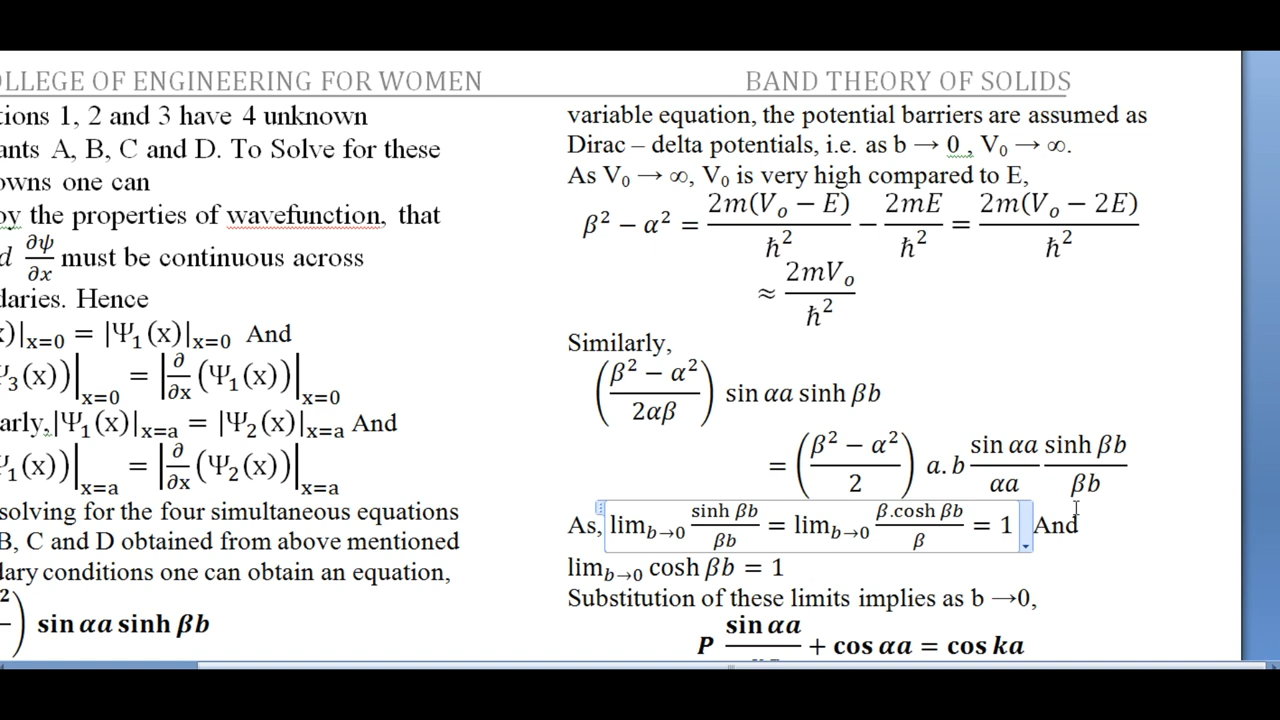 OLLEGE OF ENGINEERING FOR WOMEN
BAND THEORY OF SOLIDS
tions 1, 2 and 3 have 4 unknown
ants A, B, C and D. To Solve for these
owns one can
oy the properties of wavefunction, that
d ∂ψ/∂x must be continuous across
daries. Hence
x)|x=0 = |Ψ1(x)|x=0 And
Ψ3(x))|x=0 = |∂/∂x (Ψ1(x))|x=0
arly,|Ψ1(x)|x=a = |Ψ2(x)|x=a And
Ψ1(x))|x=a = |∂/∂x (Ψ2(x))|x=a
solving for the four simultaneous equations
B, C and D obtained from above mentioned
dary conditions one can obtain an equation,
2) sin αa sinh βb
variable equation, the potential barriers are assumed as
Dirac – delta potentials, i.e. as b → 0 , V0 → ∞.
As V0 → ∞, V0 is very high compared to E,
β² − α² = 2m(Vo − E)/ħ² − 2mE/ħ² = 2m(Vo − 2E)/ħ²
≈ 2mVo/ħ²
Similarly,
((β² − α²)/2αβ) sin αa sinh βb
= ((β² − α²)/2) a. b (sin αa/αa) (sinh βb/βb)
As, lim b→0 sinh βb/βb = lim b→0 β.cosh βb/β = 1 And
lim b→0 cosh βb = 1
Substitution of these limits implies as b →0,
P sin αa + cos αa = cos ka